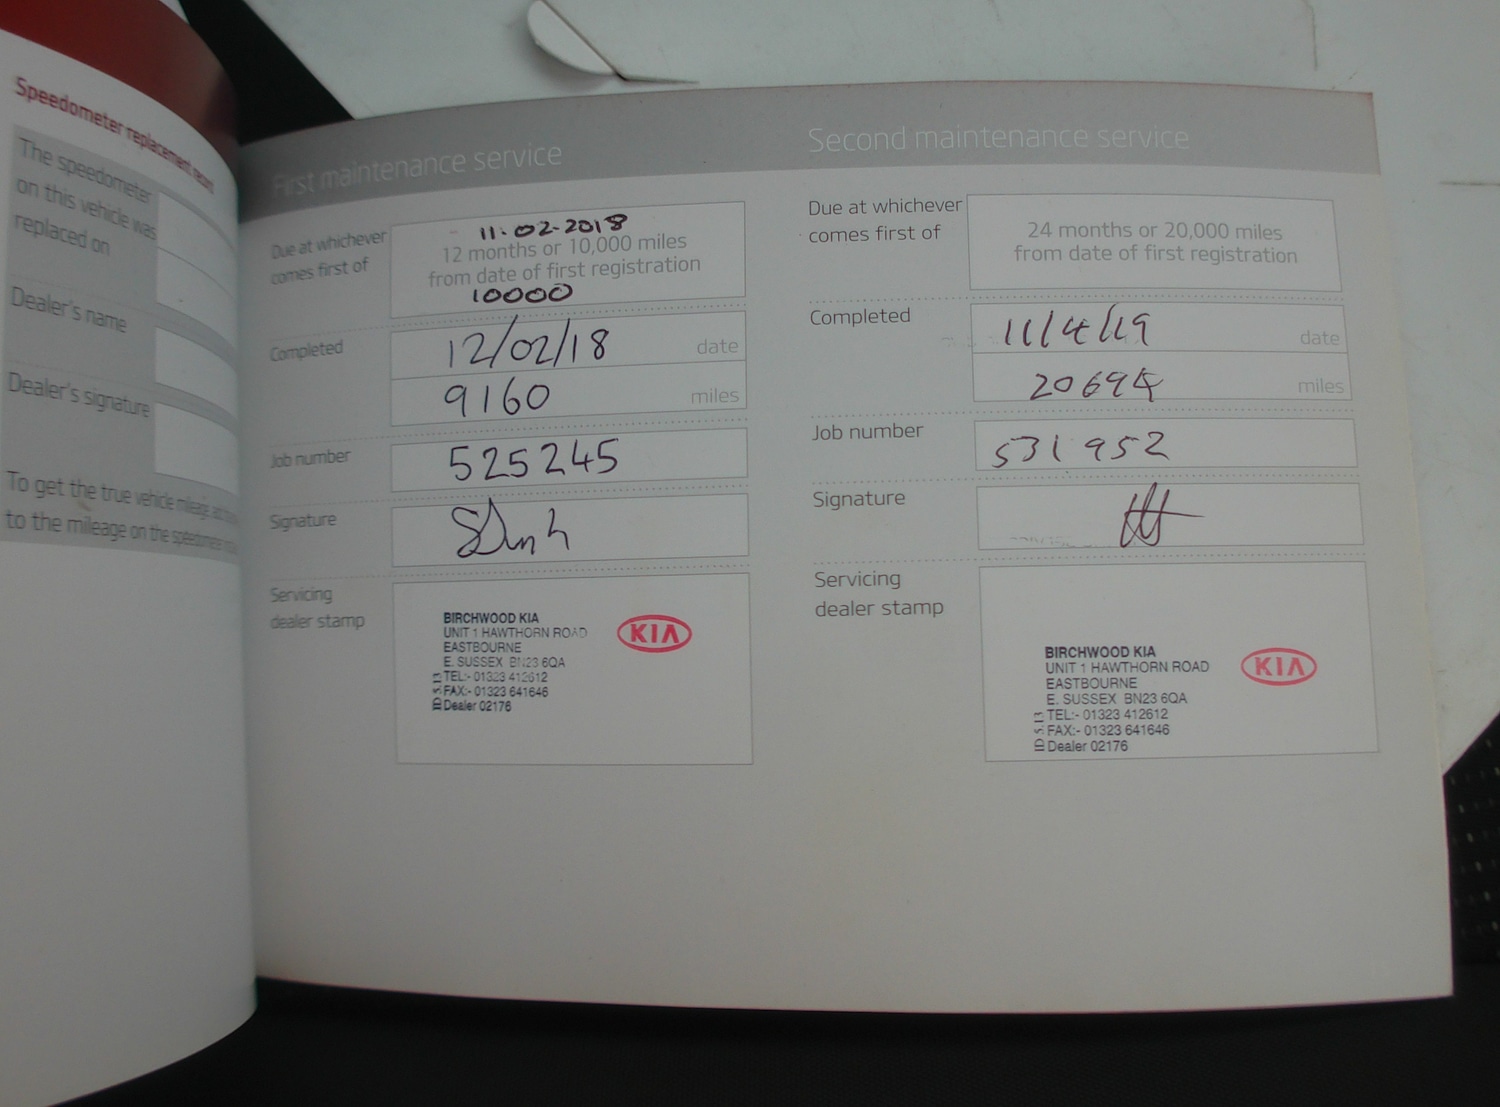 Speedometer replacement record
The speedometer
on this vehicle was
replaced on
Dealer's name
Dealer's signature
To get the true vehicle mileage,
to the mileage on the speedometer
First maintenance service
Due at whichever
comes first of
11-02-2018
12 months or 10,000 miles
from date of first registration
10000
Completed
12/02/18 date
9160 miles
Job number
525245
Signature
Servicing
dealer stamp
BIRCHWOOD KIA
UNIT 1 HAWTHORN ROAD
EASTBOURNE
E. SUSSEX BN23 6QA
TEL:- 01323 412612
FAX:- 01323 641646
Dealer 02176
KIA
Second maintenance service
Due at whichever
comes first of
24 months or 20,000 miles
from date of first registration
Completed
11/4/19 date
20694 miles
Job number
531952
Signature
Servicing
dealer stamp
BIRCHWOOD KIA
UNIT 1 HAWTHORN ROAD
EASTBOURNE
E. SUSSEX BN23 6QA
TEL:- 01323 412612
FAX:- 01323 641646
Dealer 02176
KIA